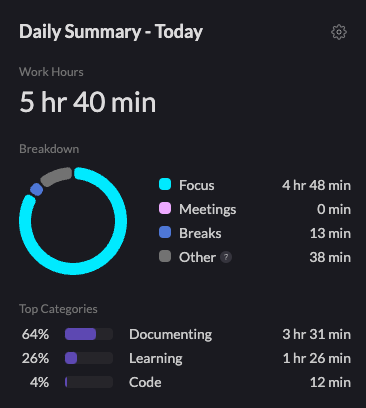 Daily Summary - Today
Work Hours
5 hr 40 min
Breakdown
Focus 4 hr 48 min
Meetings 0 min
Breaks 13 min
Other ? 38 min
Top Categories
64% Documenting 3 hr 31 min
26% Learning 1 hr 26 min
4% Code 12 min